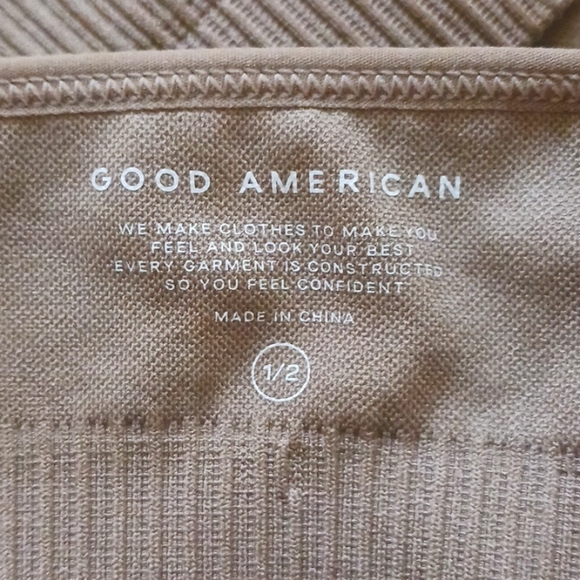 GOOD AMERICAN
WE MAKE CLOTHES TO MAKE YOU
FEEL AND LOOK YOUR BEST
EVERY GARMENT IS CONSTRUCTED
SO YOU FEEL CONFIDENT
MADE IN CHINA
1/2